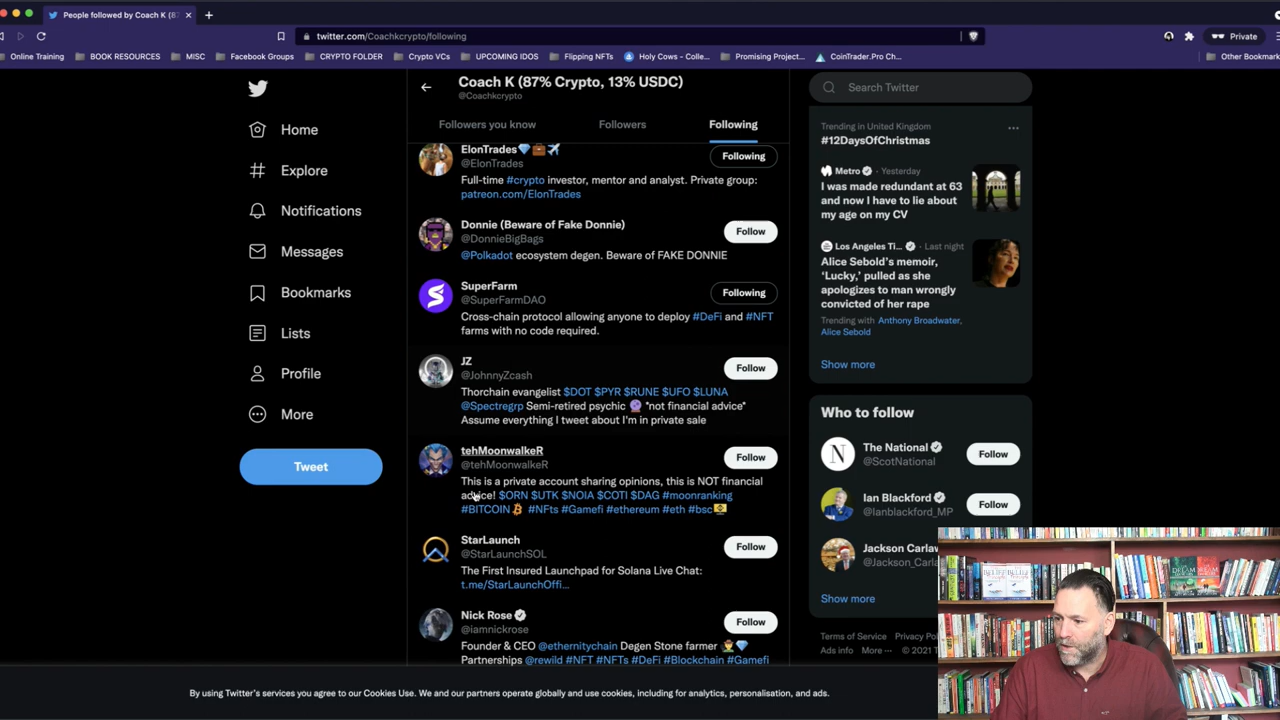 People followed by Coach K (87
twitter.com/Coachkcrypto/following
Private
Online Training
BOOK RESOURCES
MISC
Facebook Groups
CRYPTO FOLDER
Crypto VCs
UPCOMING IDOS
Flipping NFTs
Holy Cows - Colle...
Promising Project...
CoinTrader.Pro Ch...
Other Bookmark
Home
Explore
Notifications
Messages
Bookmarks
Lists
Profile
More
Tweet
Coach K (87% Crypto, 13% USDC)
@Coachkcrypto
Followers you know
Followers
Following
ElonTrades
@ElonTrades
Following
Full-time #crypto investor, mentor and analyst. Private group:
patreon.com/ElonTrades
Donnie (Beware of Fake Donnie)
@DonnieBigBags
Follow
@Polkadot ecosystem degen. Beware of FAKE DONNIE
SuperFarm
@SuperFarmDAO
Following
Cross-chain protocol allowing anyone to deploy #DeFi and #NFT
farms with no code required.
JZ
@JohnnyZcash
Follow
Thorchain evangelist $DOT $PYR $RUNE $UFO $LUNA
@Spectregrp Semi-retired psychic *not financial advice*
Assume everything I tweet about I'm in private sale
tehMoonwalkeR
@tehMoonwalkeR
Follow
This is a private account sharing opinions, this is NOT financial
advice! $ORN $UTK $NOIA $COTI $DAG #moonranking
#BITCOIN #NFTs #Gamefi #ethereum #eth #bsc
StarLaunch
@StarLaunchSOL
Follow
The First Insured Launchpad for Solana Live Chat:
t.me/StarLaunchOffi...
Nick Rose
@iamnickrose
Follow
Founder & CEO @ethernitychain Degen Stone farmer
Partnerships @rewild #NFT #NFTs #DeFi #Blockchain #Gamefi
Search Twitter
Trending in United Kingdom
#12DaysOfChristmas
Metro · Yesterday
I was made redundant at 63
and now I have to lie about
my age on my CV
Los Angeles Ti... · Last night
Alice Sebold's memoir,
'Lucky,' pulled as she
apologizes to man wrongly
convicted of her rape
Trending with Anthony Broadwater,
Alice Sebold
Show more
Who to follow
The National
@ScotNational
Follow
Ian Blackford
@Ianblackford_MP
Follow
Jackson Carlaw
@Jackson_Carla
Show more
Terms of Service Privacy
Ads info More ··· © 2021
By using Twitter's services you agree to our Cookies Use. We and our partners operate globally and use cookies, including for analytics, personalisation, and ads.